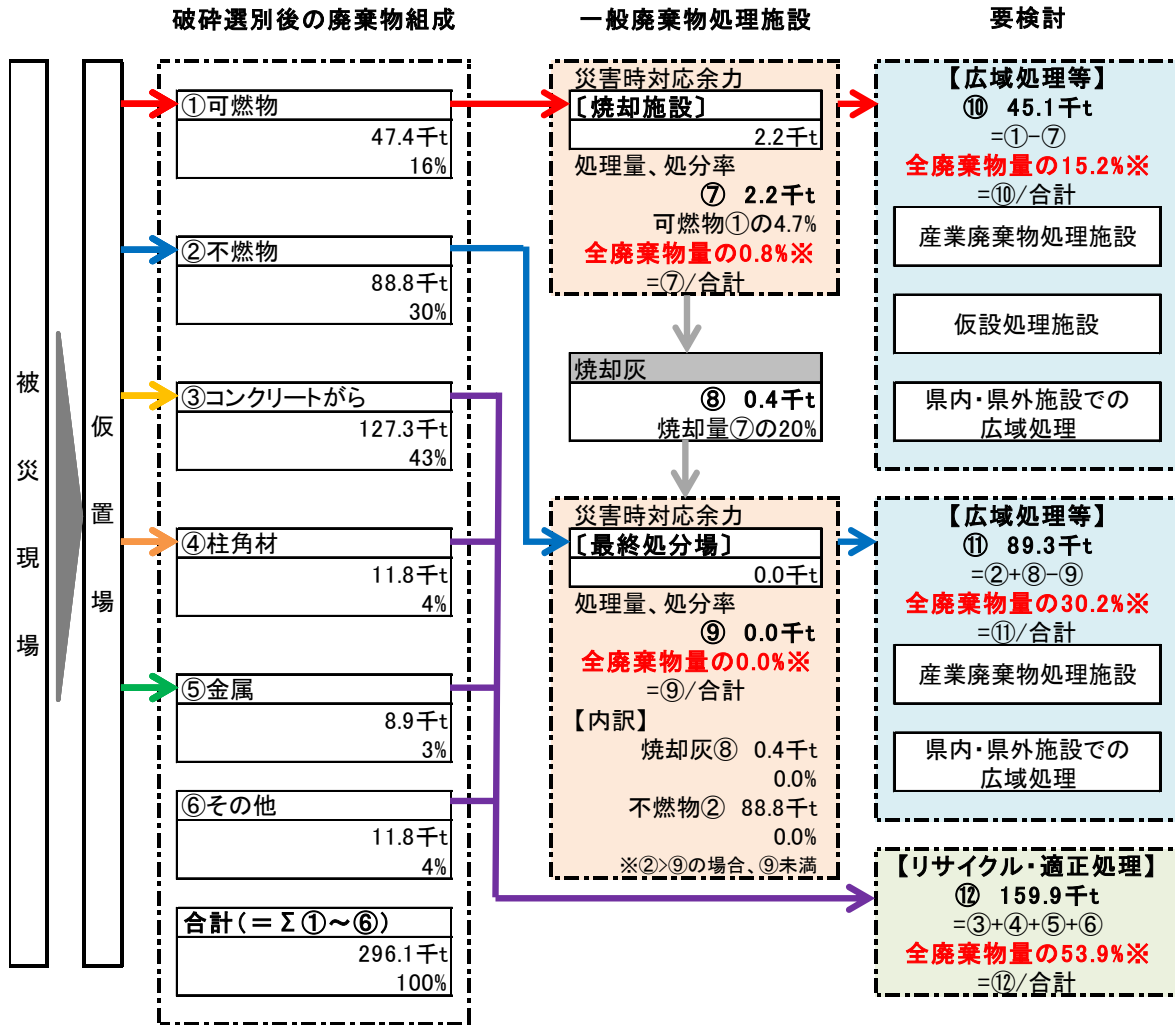 破砕選別後の廃棄物組成
一般廃棄物処理施設
要検討
被災現場
仮置場
①可燃物
47.4千t
16%
②不燃物
88.8千t
30%
③コンクリートがら
127.3千t
43%
④柱角材
11.8千t
4%
⑤金属
8.9千t
3%
⑥その他
11.8千t
4%
合計(=Σ①～⑥)
296.1千t
100%
災害時対応余力
〔焼却施設〕
2.2千t
処理量、処分率
⑦ 2.2千t
可燃物①の4.7%
全廃棄物量の0.8%※
=⑦/合計
焼却灰
⑧ 0.4千t
焼却量⑦の20%
災害時対応余力
〔最終処分場〕
0.0千t
処理量、処分率
⑨ 0.0千t
全廃棄物量の0.0%※
=⑨/合計
【内訳】
焼却灰⑧ 0.4千t
0.0%
不燃物② 88.8千t
0.0%
※②>⑨の場合、⑨未満
【広域処理等】
⑩ 45.1千t
=①-⑦
全廃棄物量の15.2%※
=⑩/合計
産業廃棄物処理施設
仮設処理施設
県内・県外施設での
広域処理
【広域処理等】
⑪ 89.3千t
=②+⑧-⑨
全廃棄物量の30.2%※
=⑪/合計
産業廃棄物処理施設
県内・県外施設での
広域処理
【リサイクル・適正処理】
⑫ 159.9千t
=③+④+⑤+⑥
全廃棄物量の53.9%※
=⑫/合計